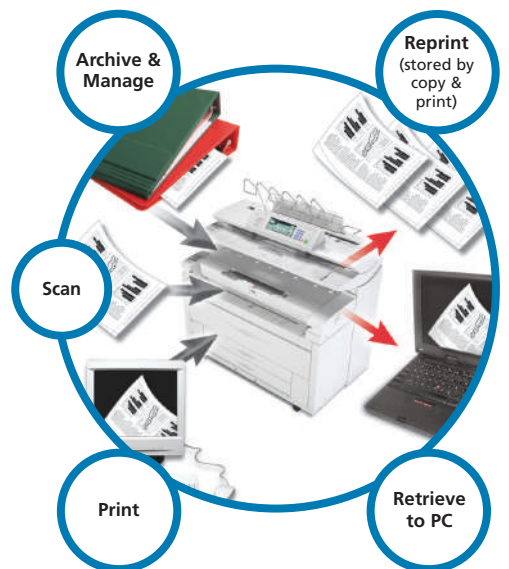 Archive &
Manage
Reprint
(stored by
copy &
print)
Scan
Print
Retrieve
to PC